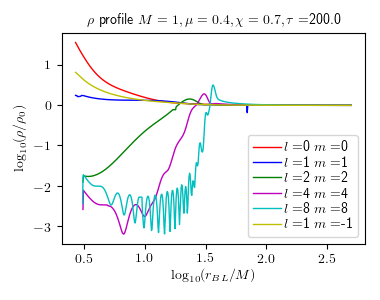 ρ profile M = 1, μ = 0.4, χ = 0.7, τ =200.0
log₁₀(ρ/ρ₀)
1
0
−1
−2
−3
l =0 m =0
l =1 m =1
l =2 m =2
l =4 m =4
l =8 m =8
l =1 m =-1
0.5 1.0 1.5 2.0 2.5
log₁₀(r_BL/M)